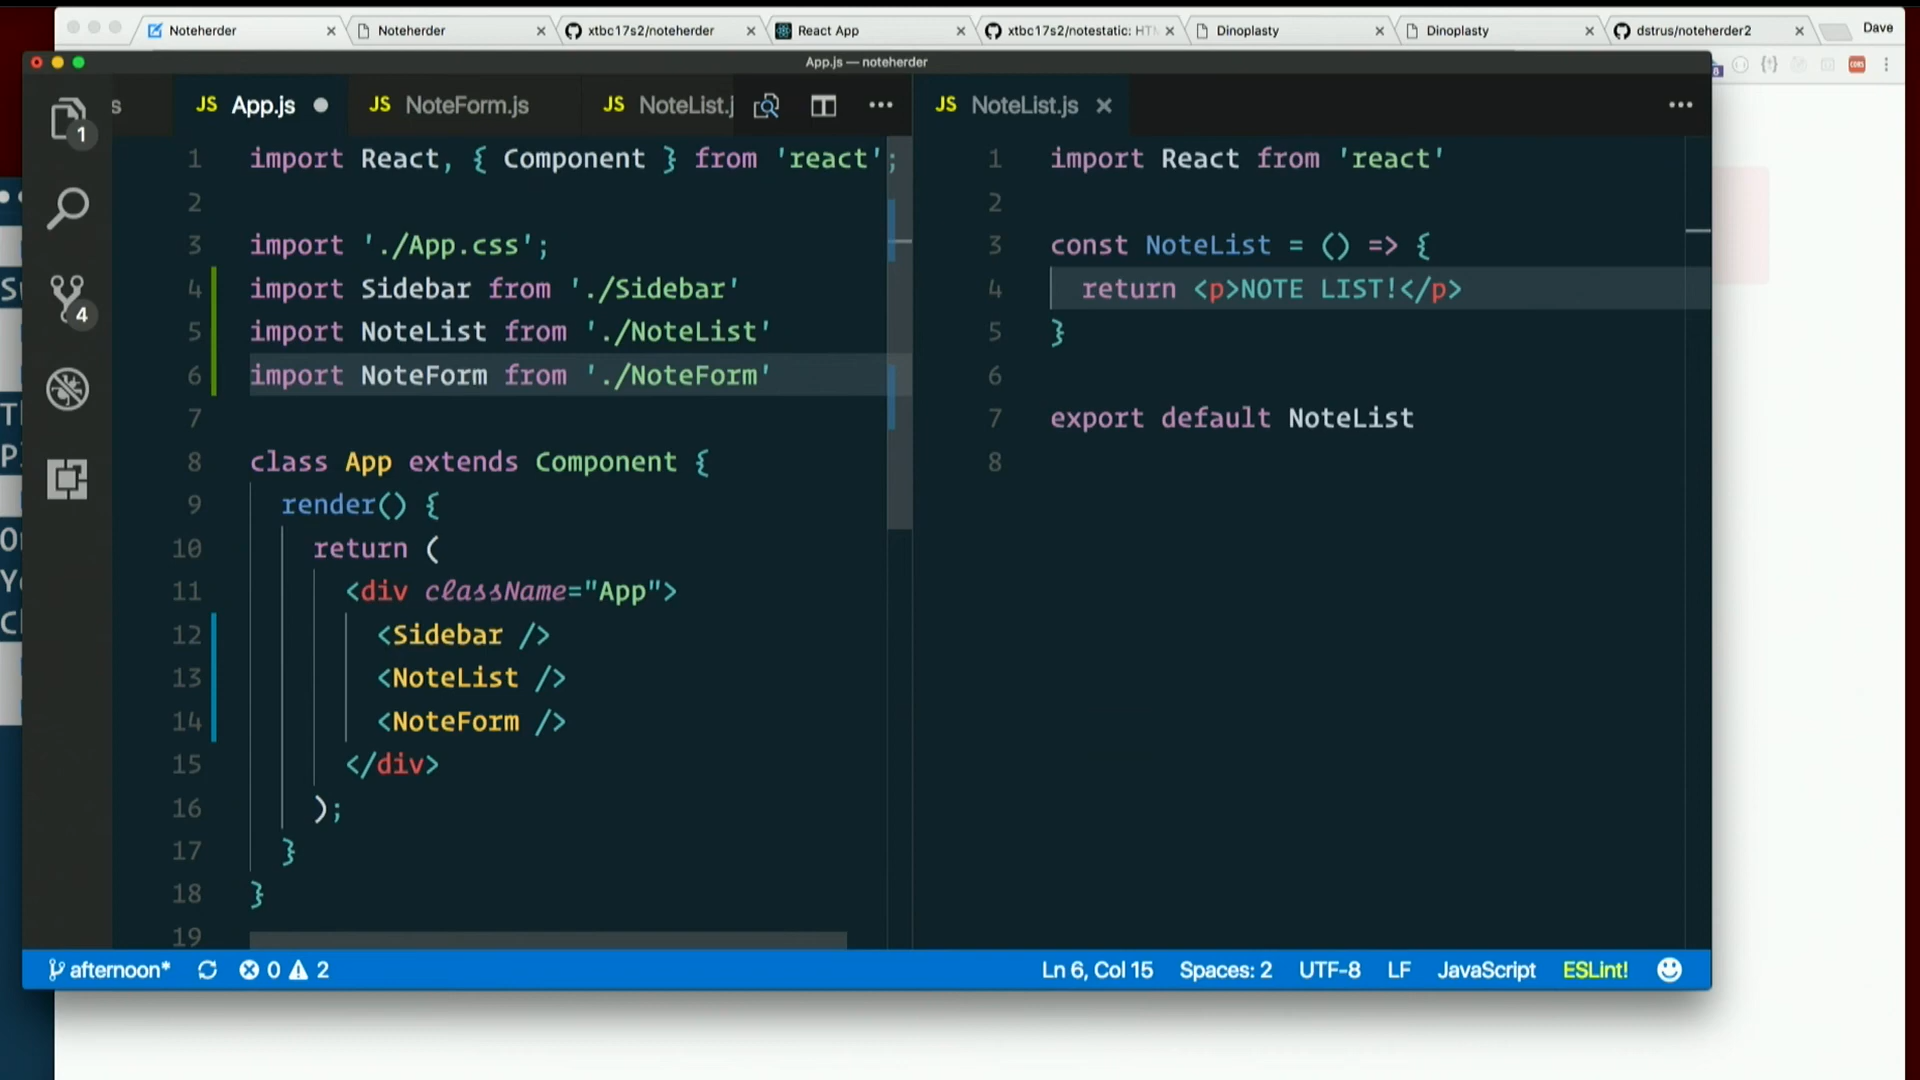 Noteherder
Noteherder
xtbc17s2/noteherder
React App
xtbc17s2/notestatic: HTM
Dinoplasty
Dinoplasty
dstrus/noteherder2
Dave
App.js — noteherder
s
JS App.js
JS NoteForm.js
JS NoteList.j
JS NoteList.js
1
4
1 import React, { Component } from 'react';
2
3 import './App.css';
4 import Sidebar from './Sidebar'
5 import NoteList from './NoteList'
6 import NoteForm from './NoteForm'
7
8 class App extends Component {
9 render() {
10 return (
11 <div className="App">
12 <Sidebar />
13 <NoteList />
14 <NoteForm />
15 </div>
16 );
17 }
18 }
19
1 import React from 'react'
2
3 const NoteList = () => {
4 return <p>NOTE LIST!</p>
5 }
6
7 export default NoteList
8
afternoon* 0 2
Ln 6, Col 15 Spaces: 2 UTF-8 LF JavaScript ESLint!